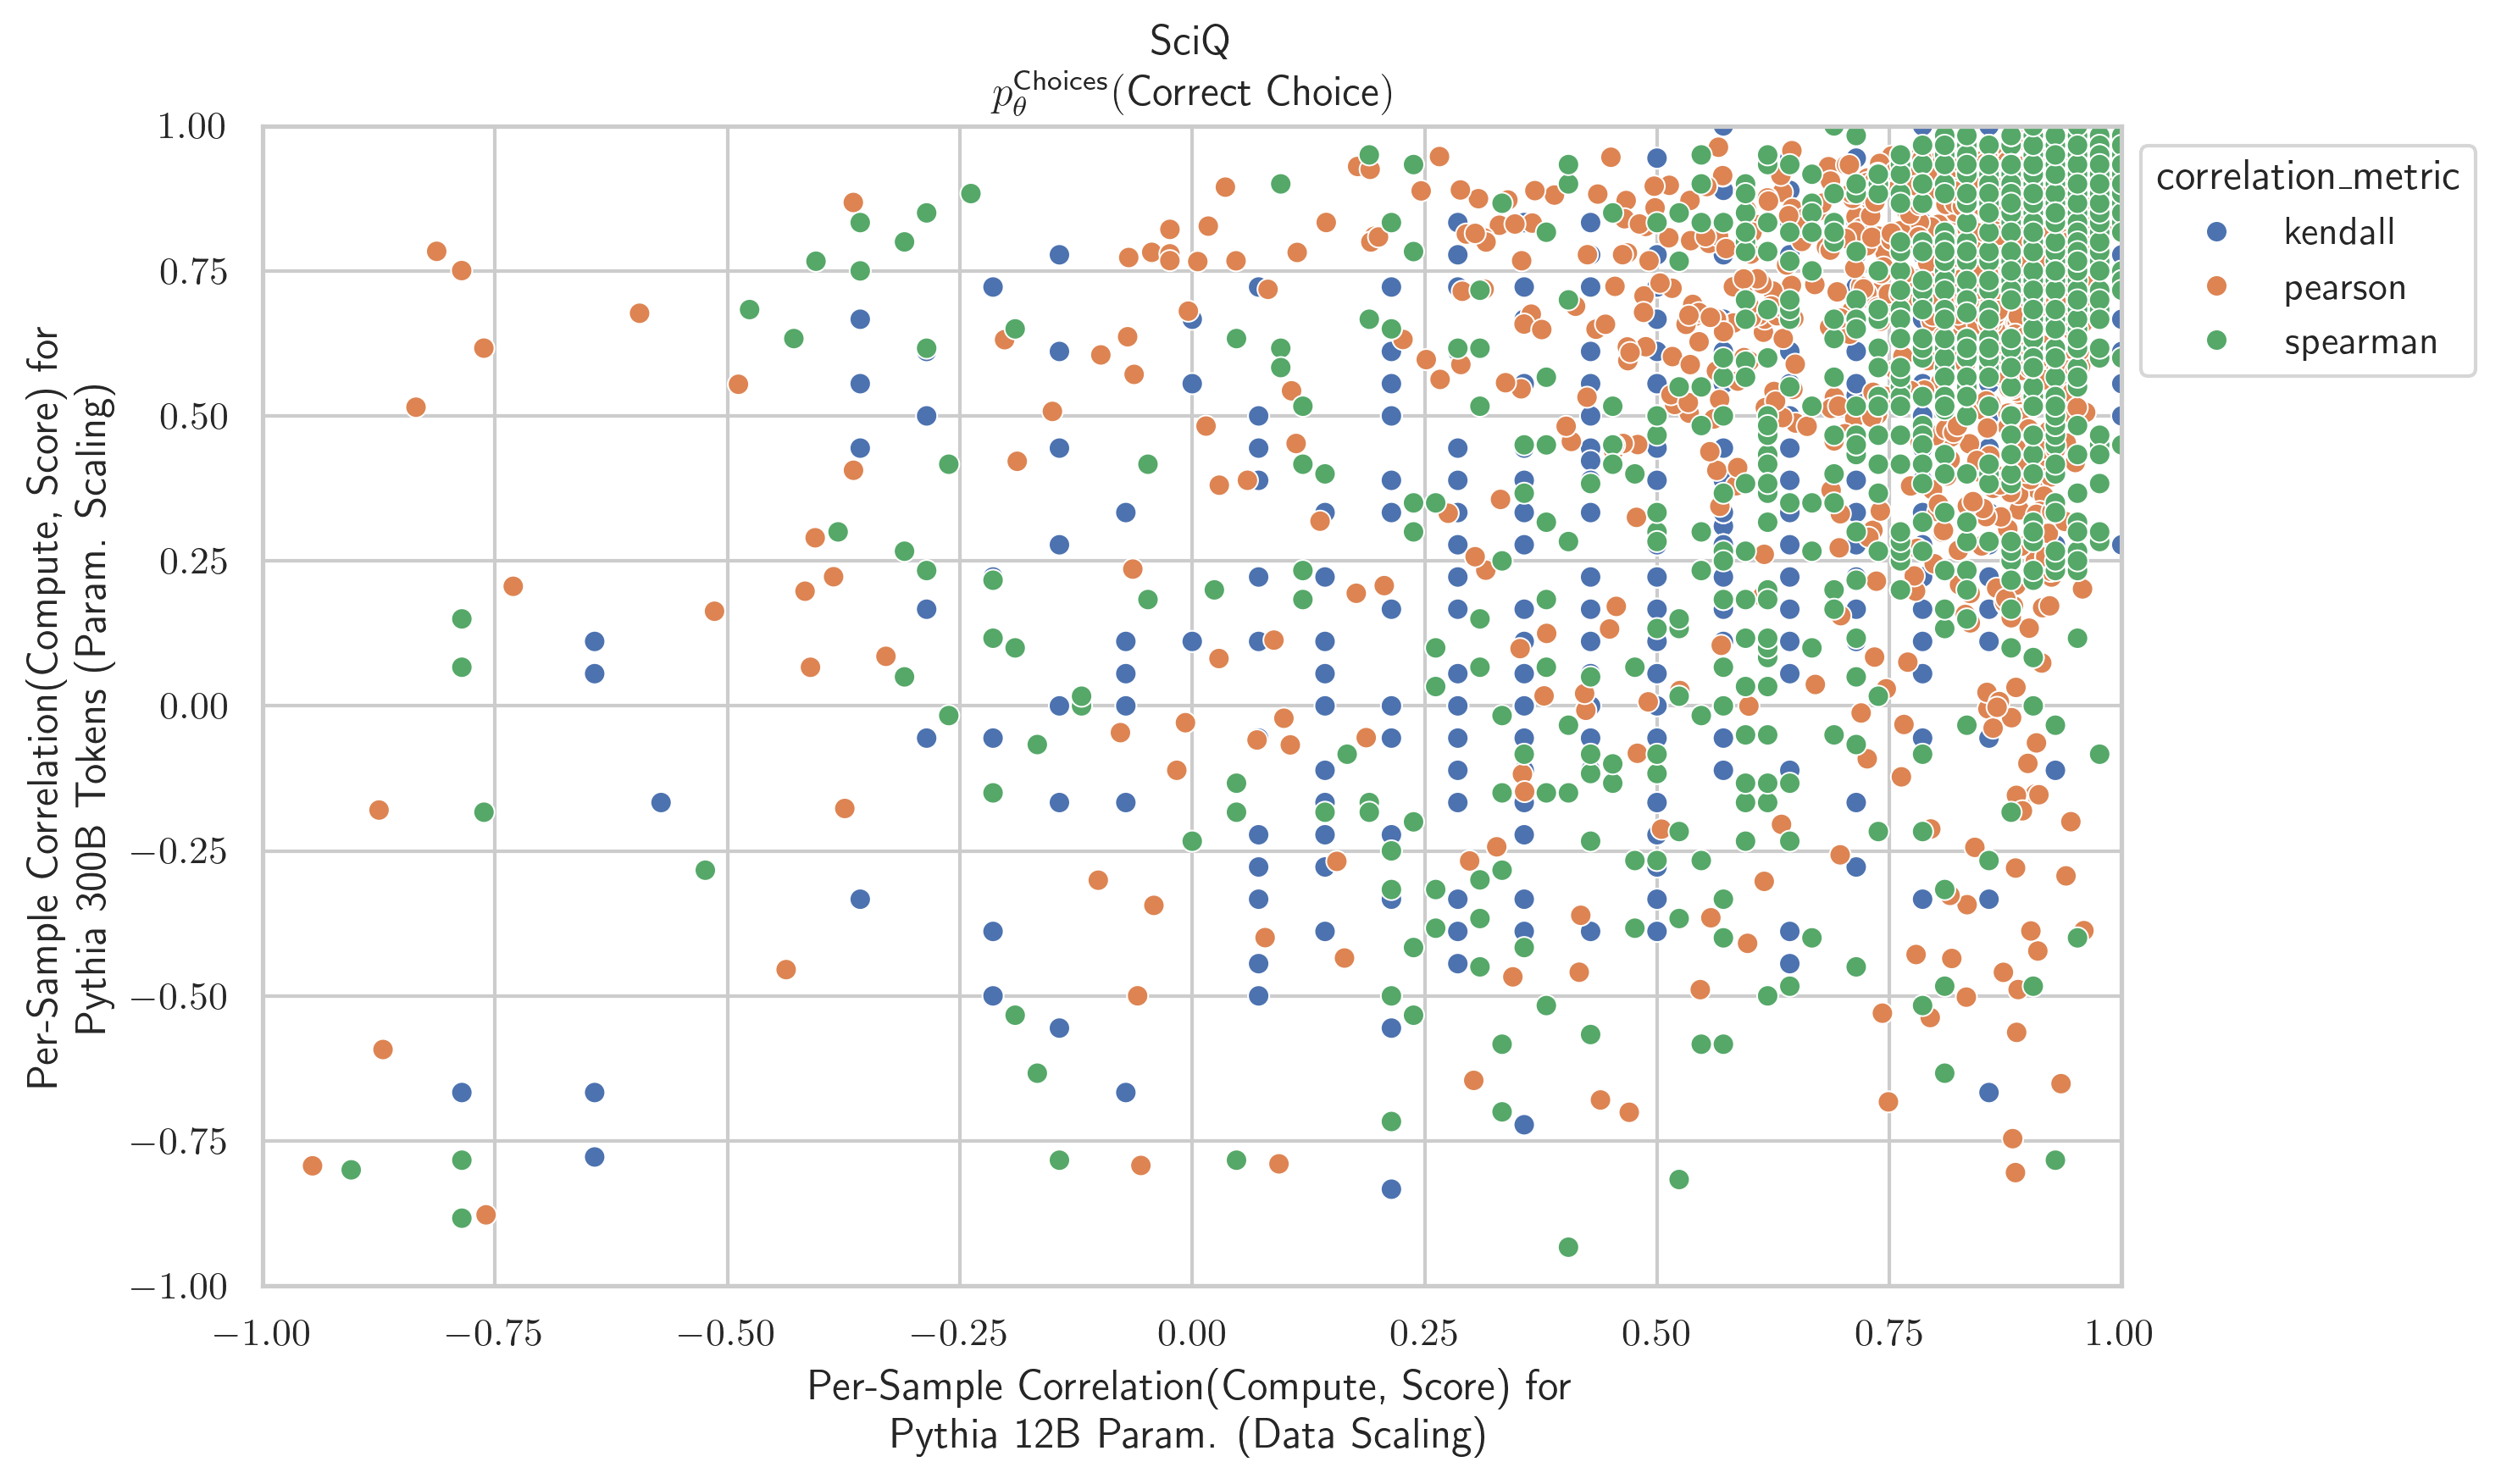 SciQ
p_θ^Choices(Correct Choice)
Per-Sample Correlation(Compute, Score) for
Pythia 300B Tokens (Param. Scaling)
1.00
0.75
0.50
0.25
0.00
−0.25
−0.50
−0.75
−1.00
−1.00 −0.75 −0.50 −0.25 0.00 0.25 0.50 0.75 1.00
Per-Sample Correlation(Compute, Score) for
Pythia 12B Param. (Data Scaling)
correlation_metric
kendall
pearson
spearman